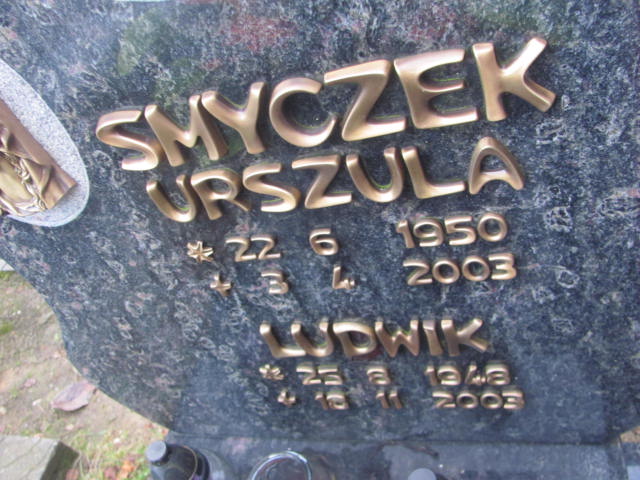 SMYCZEK
URSZULA
* 22 6 1950
+ 3 4 2003
LUDWIK
* 25 8 1948
+ 18 11 2003